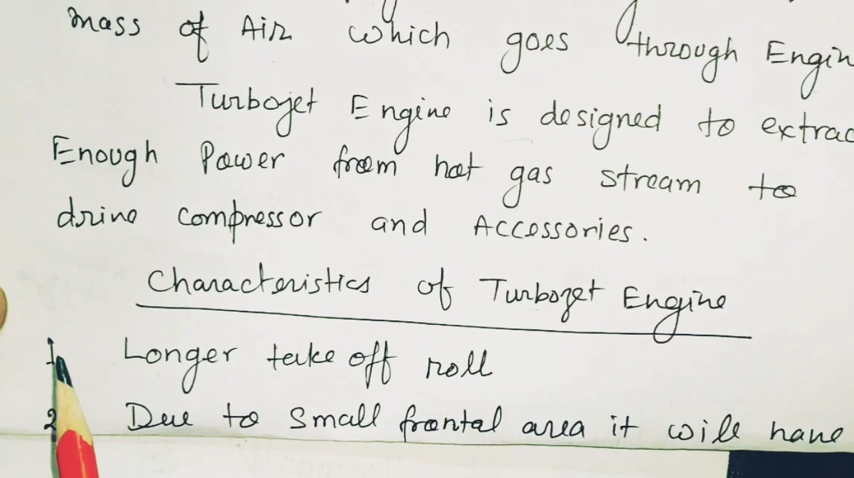 mass of Air which goes through Engin
Turbojet Engine is designed to extrac
Enough Power from hot gas stream to
drive compressor and Accessories.
Characteristics of Turbojet Engine
1. Longer take off roll
2. Due to small frontal area it will have